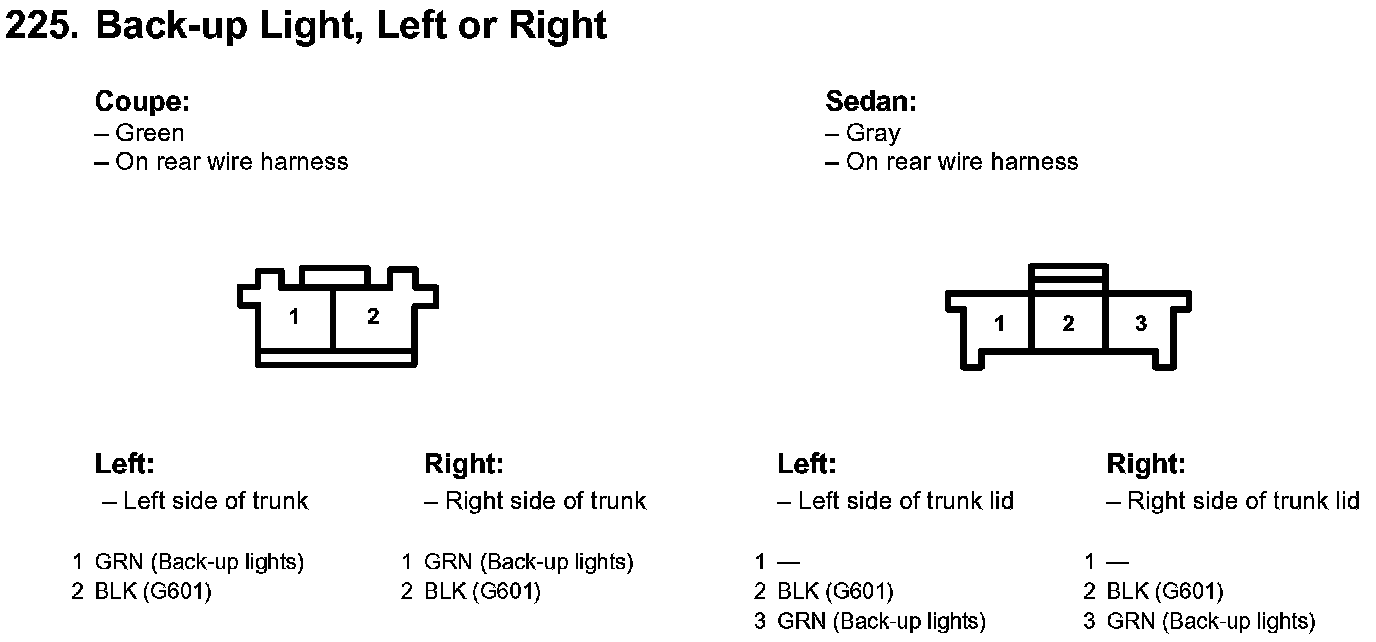 225. Back-up Light, Left or Right
Coupe:
– Green
– On rear wire harness
1 2
Left:
– Left side of trunk
1 GRN (Back-up lights)
2 BLK (G601)
Right:
– Right side of trunk
1 GRN (Back-up lights)
2 BLK (G601)
Sedan:
– Gray
– On rear wire harness
1 2 3
Left:
– Left side of trunk lid
1 —
2 BLK (G601)
3 GRN (Back-up lights)
Right:
– Right side of trunk lid
1 —
2 BLK (G601)
3 GRN (Back-up lights)